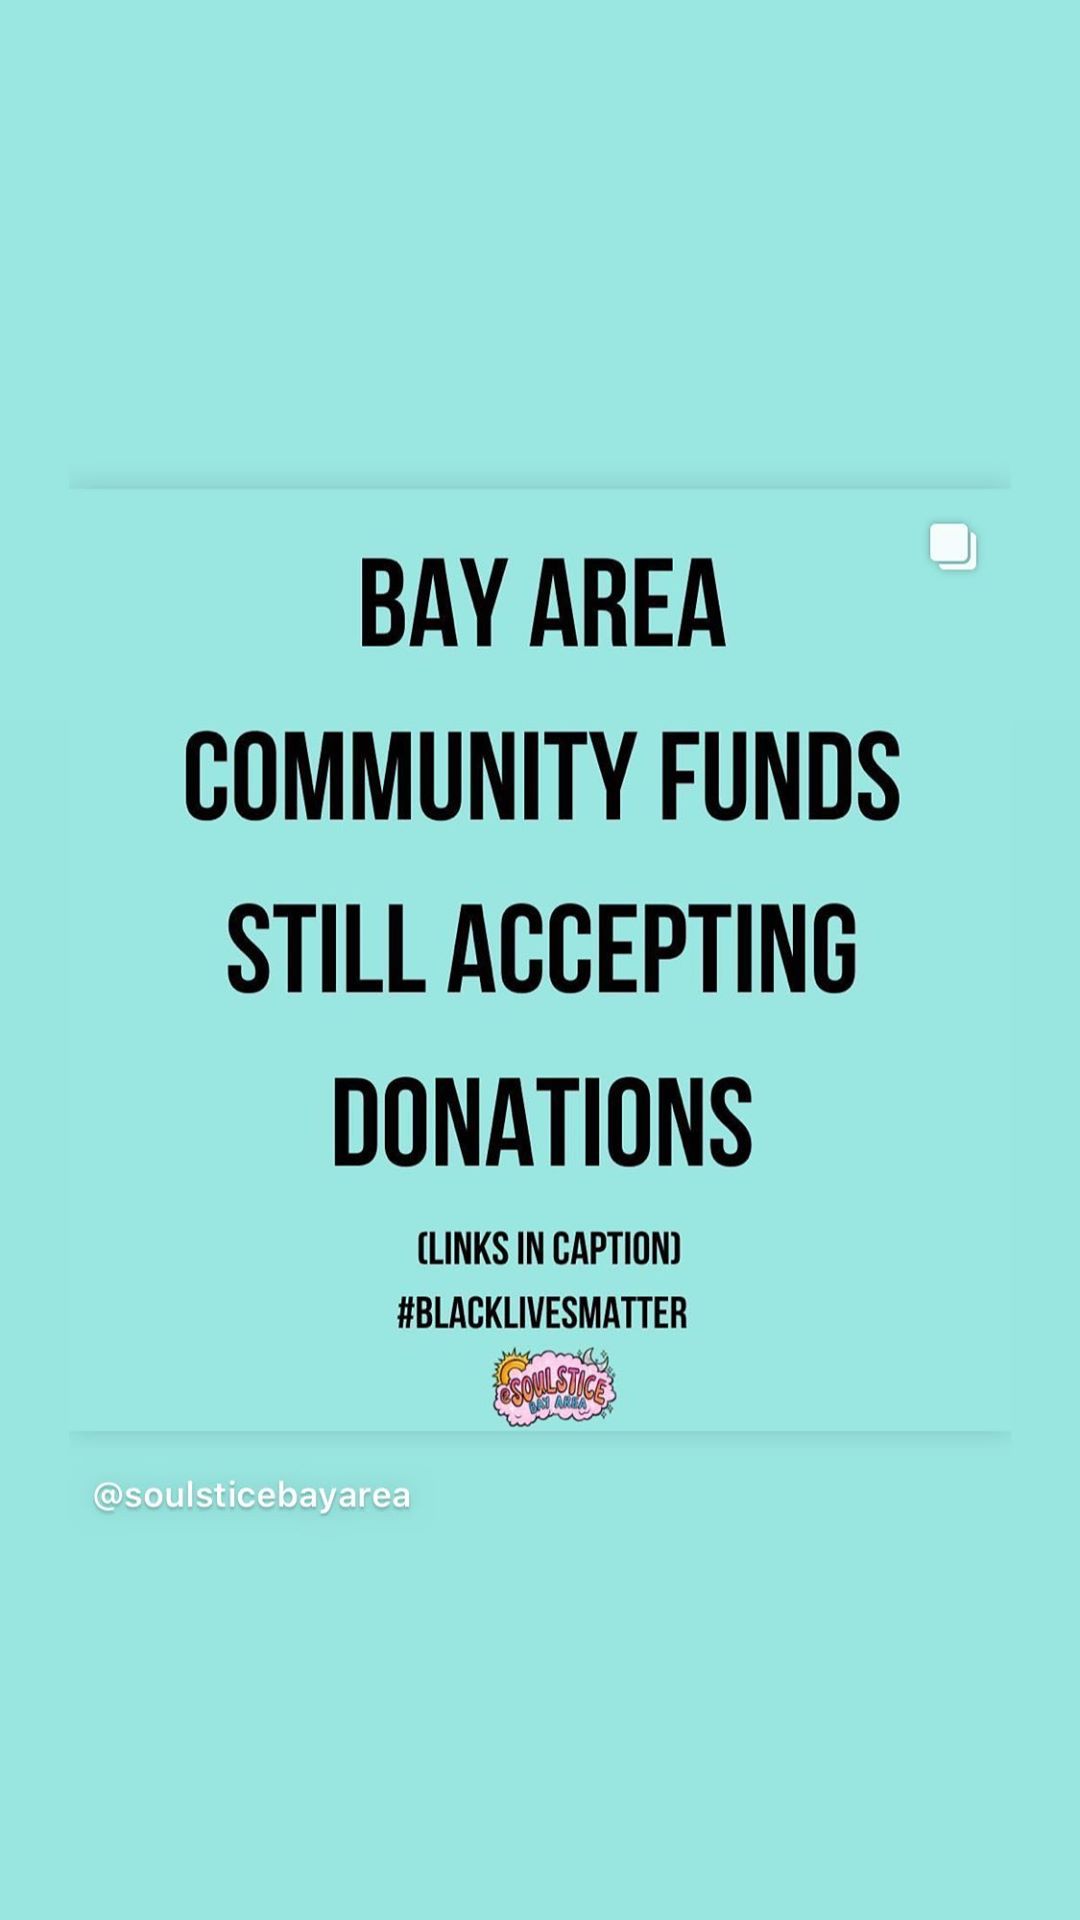 BAY AREA
COMMUNITY FUNDS
STILL ACCEPTING
DONATIONS
(LINKS IN CAPTION)
#BLACKLIVESMATTER
@SOULSTICE
BAY AREA
@soulsticebayarea